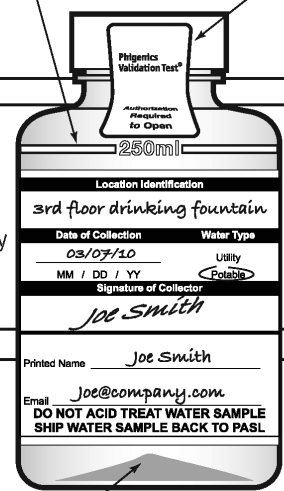 Phigenics
Validation Test®
Authorization
Required
to Open
250ml
Location Identification
3rd floor drinking fountain
Date of Collection Water Type
03/07/10 Utility
MM / DD / YY Potable
Signature of Collector
Joe Smith
Printed Name Joe Smith
Email Joe@company.com
DO NOT ACID TREAT WATER SAMPLE
SHIP WATER SAMPLE BACK TO PASL